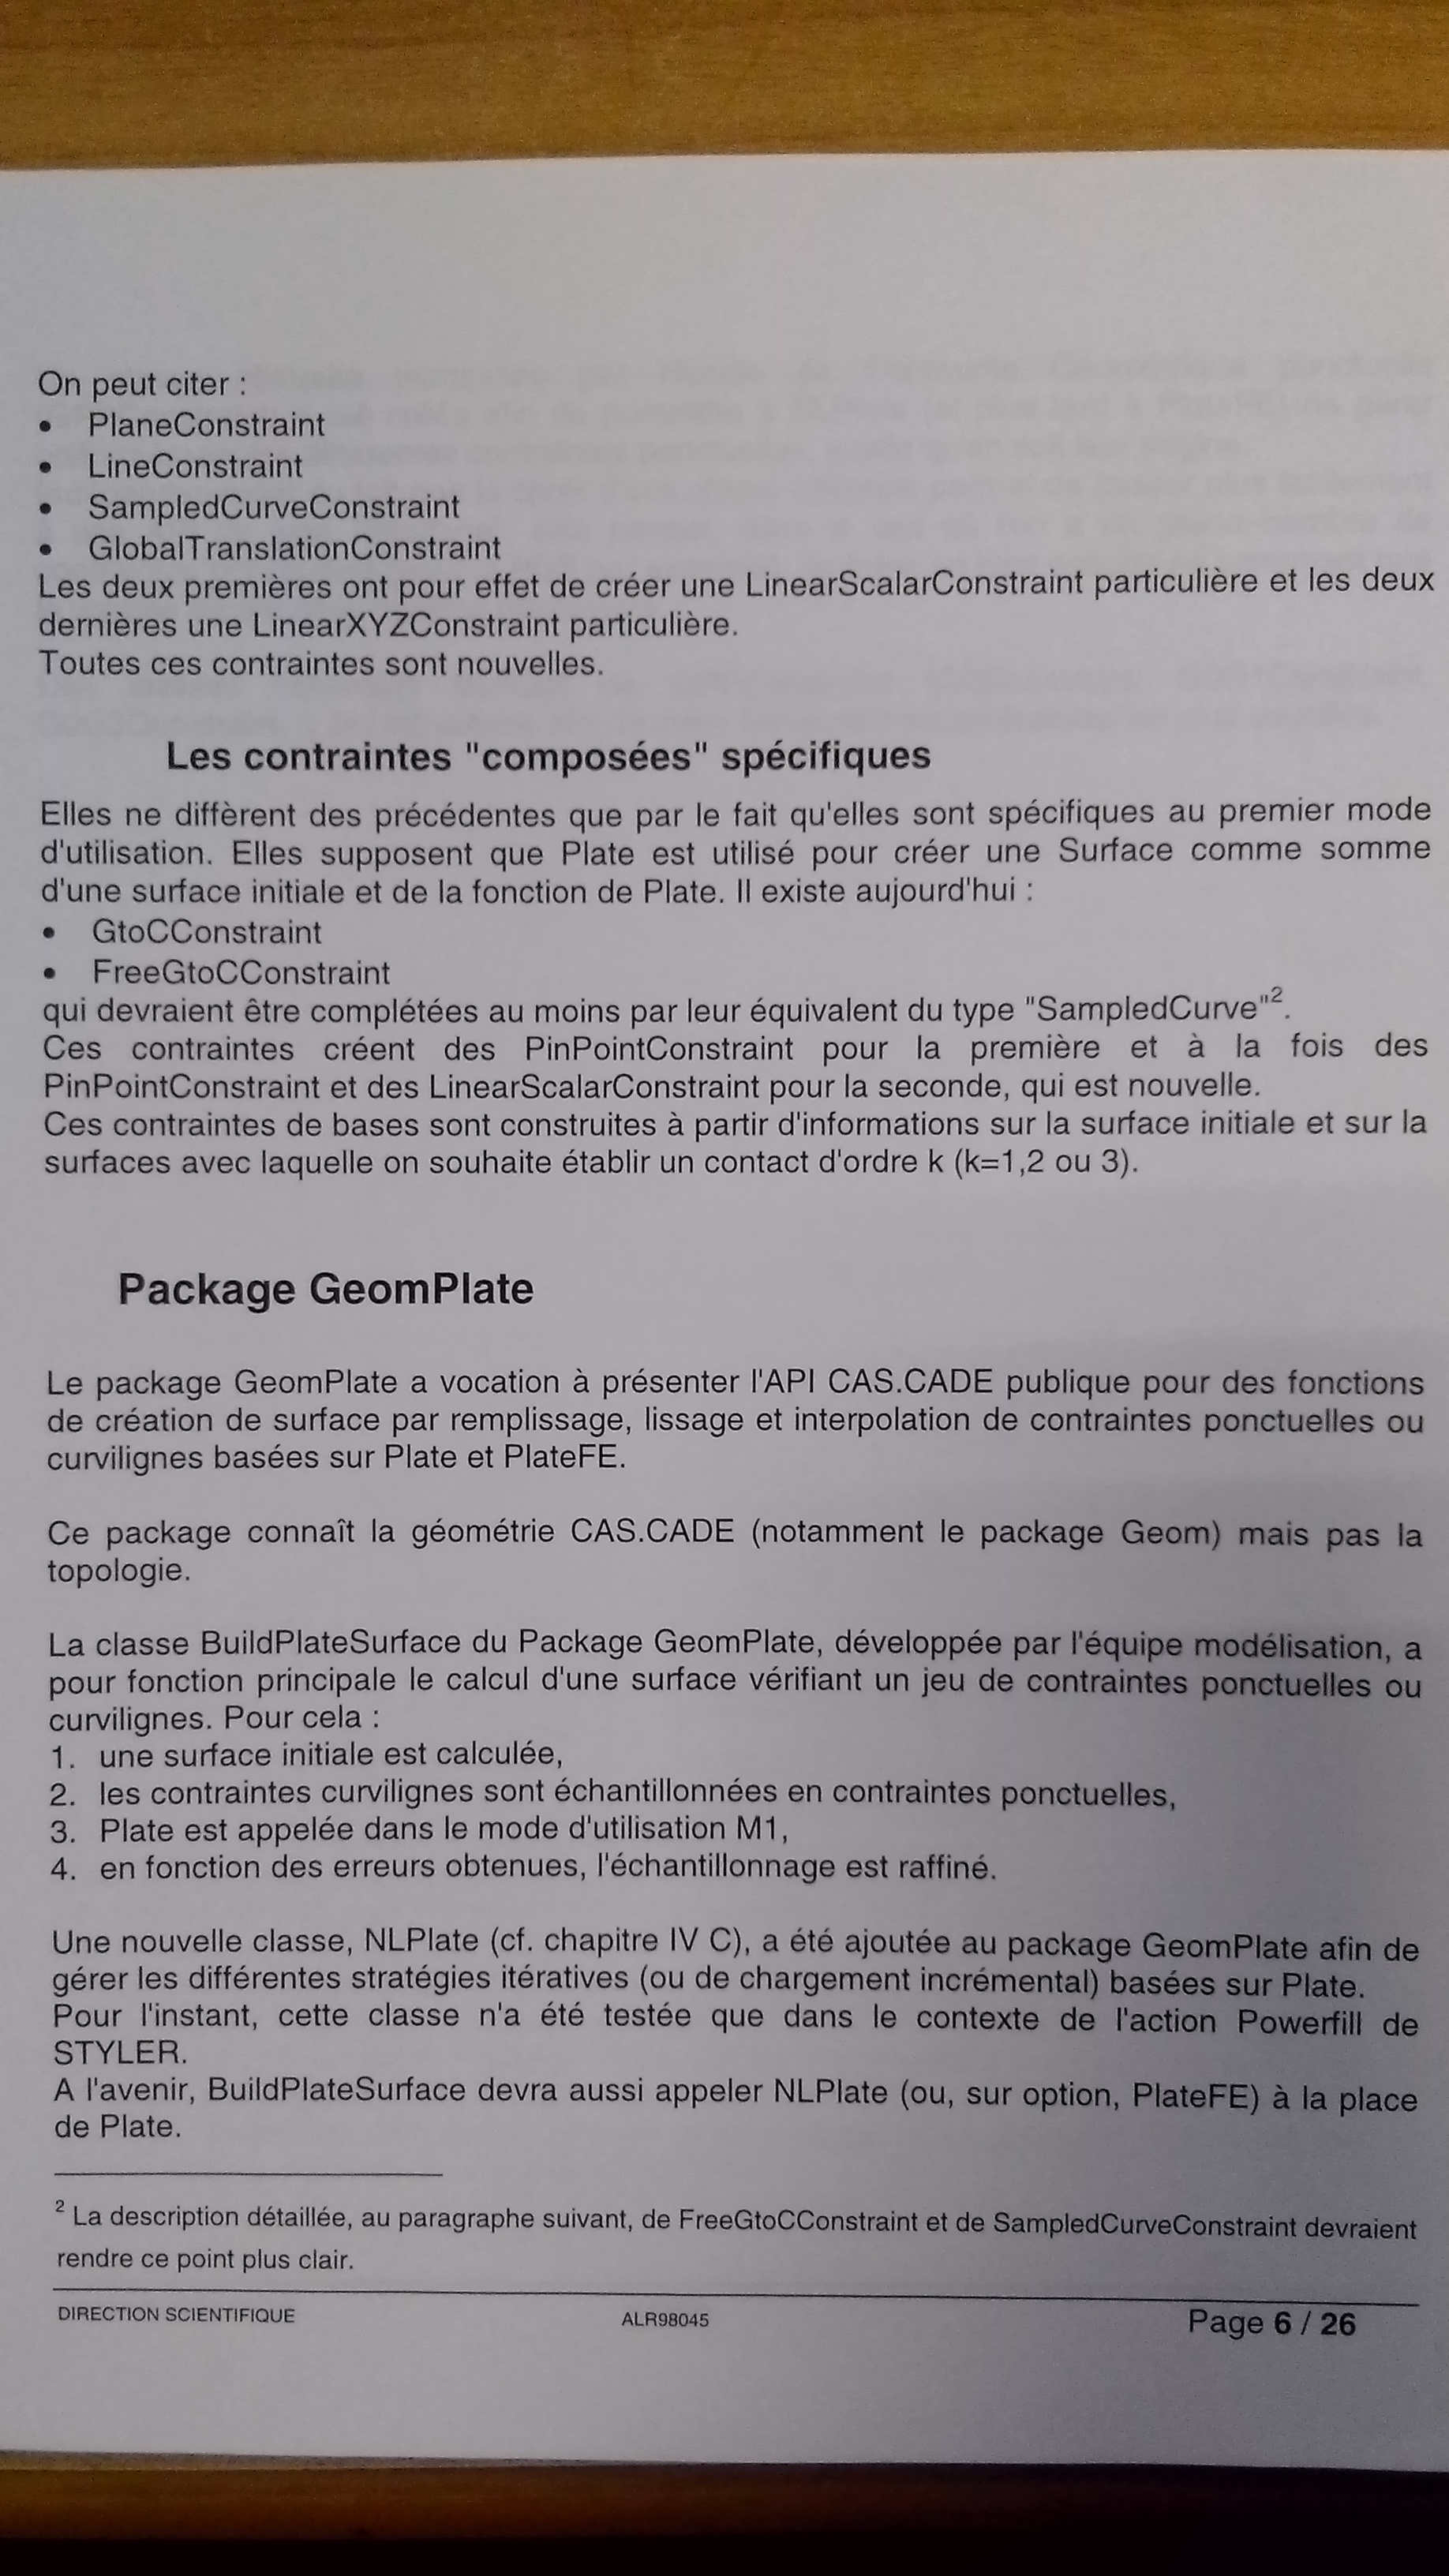 On peut citer :
• PlaneConstraint
• LineConstraint
• SampledCurveConstraint
• GlobalTranslationConstraint
Les deux premières ont pour effet de créer une LinearScalarConstraint particulière et les deux
dernières une LinearXYZConstraint particulière.
Toutes ces contraintes sont nouvelles.
Les contraintes "composées" spécifiques
Elles ne diffèrent des précédentes que par le fait qu'elles sont spécifiques au premier mode
d'utilisation. Elles supposent que Plate est utilisé pour créer une Surface comme somme
d'une surface initiale et de la fonction de Plate. Il existe aujourd'hui :
• GtoCConstraint
• FreeGtoCConstraint
qui devraient être complétées au moins par leur équivalent du type "SampledCurve"².
Ces contraintes créent des PinPointConstraint pour la première et à la fois des
PinPointConstraint et des LinearScalarConstraint pour la seconde, qui est nouvelle.
Ces contraintes de bases sont construites à partir d'informations sur la surface initiale et sur la
surfaces avec laquelle on souhaite établir un contact d'ordre k (k=1,2 ou 3).
Package GeomPlate
Le package GeomPlate a vocation à présenter l'API CAS.CADE publique pour des fonctions
de création de surface par remplissage, lissage et interpolation de contraintes ponctuelles ou
curvilignes basées sur Plate et PlateFE.
Ce package connaît la géométrie CAS.CADE (notamment le package Geom) mais pas la
topologie.
La classe BuildPlateSurface du Package GeomPlate, développée par l'équipe modélisation, a
pour fonction principale le calcul d'une surface vérifiant un jeu de contraintes ponctuelles ou
curvilignes. Pour cela :
1. une surface initiale est calculée,
2. les contraintes curvilignes sont échantillonnées en contraintes ponctuelles,
3. Plate est appelée dans le mode d'utilisation M1,
4. en fonction des erreurs obtenues, l'échantillonnage est raffiné.
Une nouvelle classe, NLPlate (cf. chapitre IV C), a été ajoutée au package GeomPlate afin de
gérer les différentes stratégies itératives (ou de chargement incrémental) basées sur Plate.
Pour l'instant, cette classe n'a été testée que dans le contexte de l'action Powerfill de
STYLER.
A l'avenir, BuildPlateSurface devra aussi appeler NLPlate (ou, sur option, PlateFE) à la place
de Plate.
² La description détaillée, au paragraphe suivant, de FreeGtoCConstraint et de SampledCurveConstraint devraient
rendre ce point plus clair.
DIRECTION SCIENTIFIQUE ALR98045 Page 6 / 26